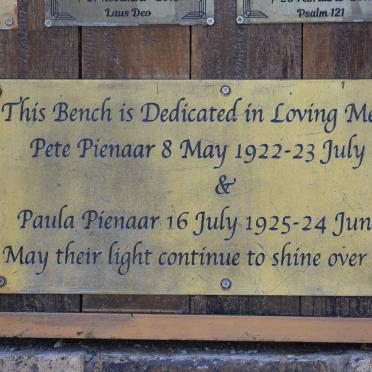 Laus Deo
Psalm 121
This Bench is Dedicated in Loving
Pete Pienaar 8 May 1922-23 July
&
Paula Pienaar 16 July 1925-24
May their light continue to shine over